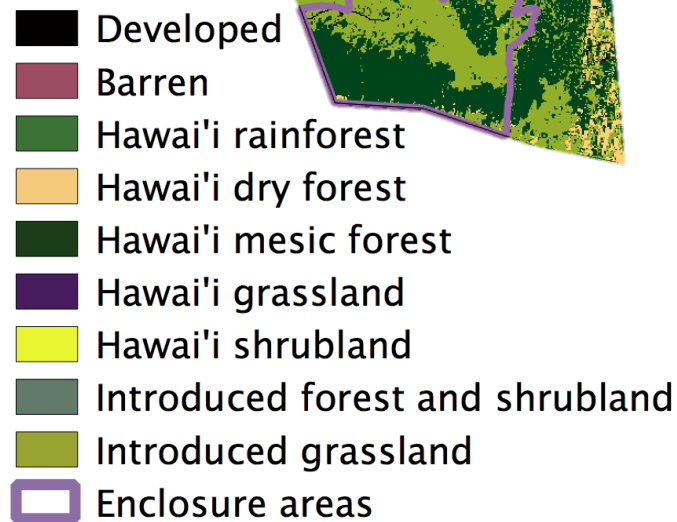 Developed
Barren
Hawai'i rainforest
Hawai'i dry forest
Hawai'i mesic forest
Hawai'i grassland
Hawai'i shrubland
Introduced forest and shrubland
Introduced grassland
Enclosure areas